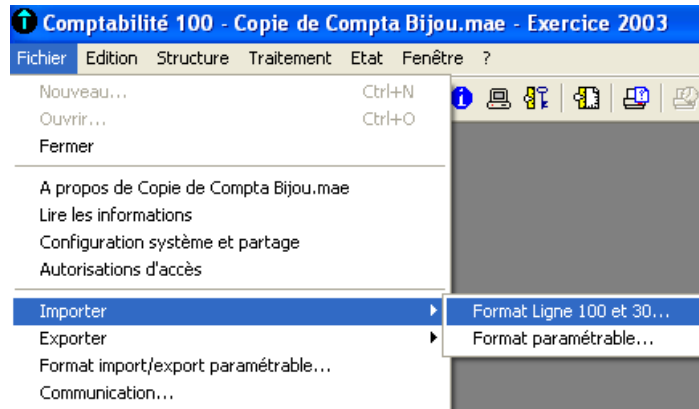 Comptabilité 100 - Copie de Compta Bijou.mae - Exercice 2003
Fichier Edition Structure Traitement Etat Fenêtre ?
Nouveau... Ctrl+N
Ouvrir... Ctrl+O
Fermer
A propos de Copie de Compta Bijou.mae
Lire les informations
Configuration système et partage
Autorisations d'accès
Importer
Format Ligne 100 et 30...
Exporter
Format paramétrable...
Format import/export paramétrable...
Communication...